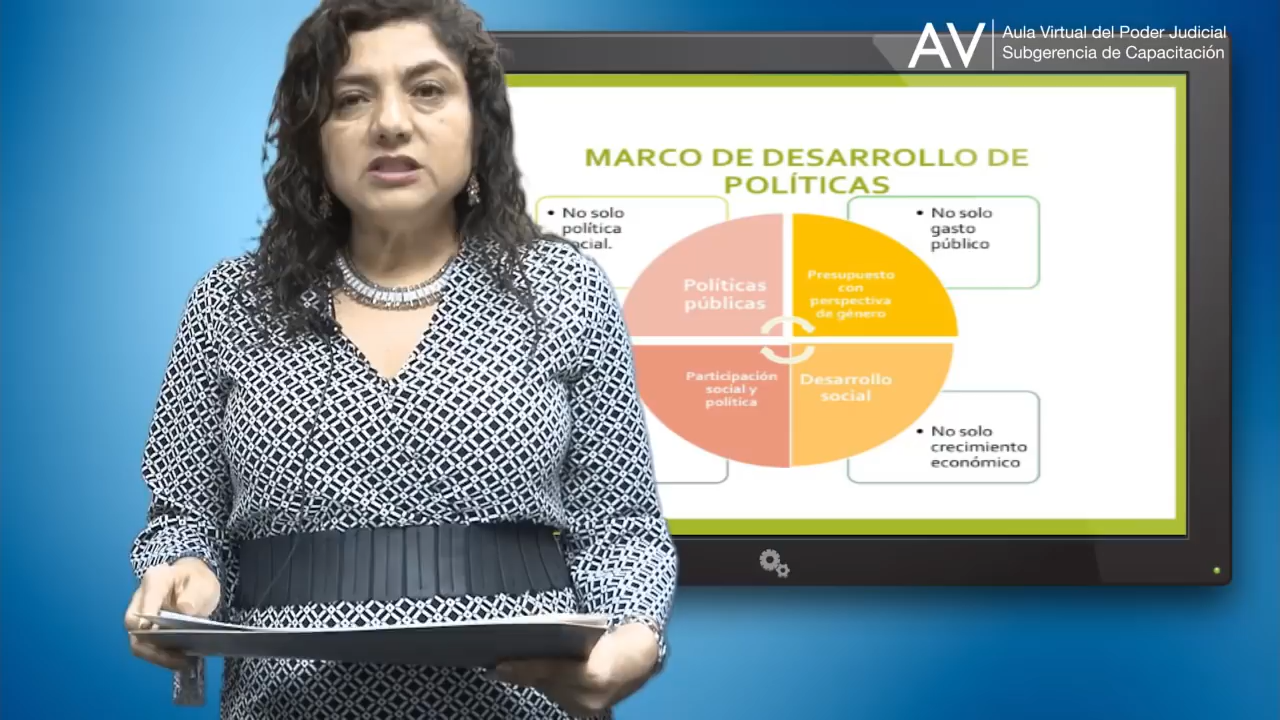 AV
Aula Virtual del Poder Judicial
Subgerencia de Capacitación
MARCO DE DESARROLLO DE
POLÍTICAS
• No solo
política
• No solo
gasto
público
Políticas
públicas
Presupuesto
con
perspectiva
de género
Participación
social y
política
Desarrollo
social
• No solo
crecimiento
económico